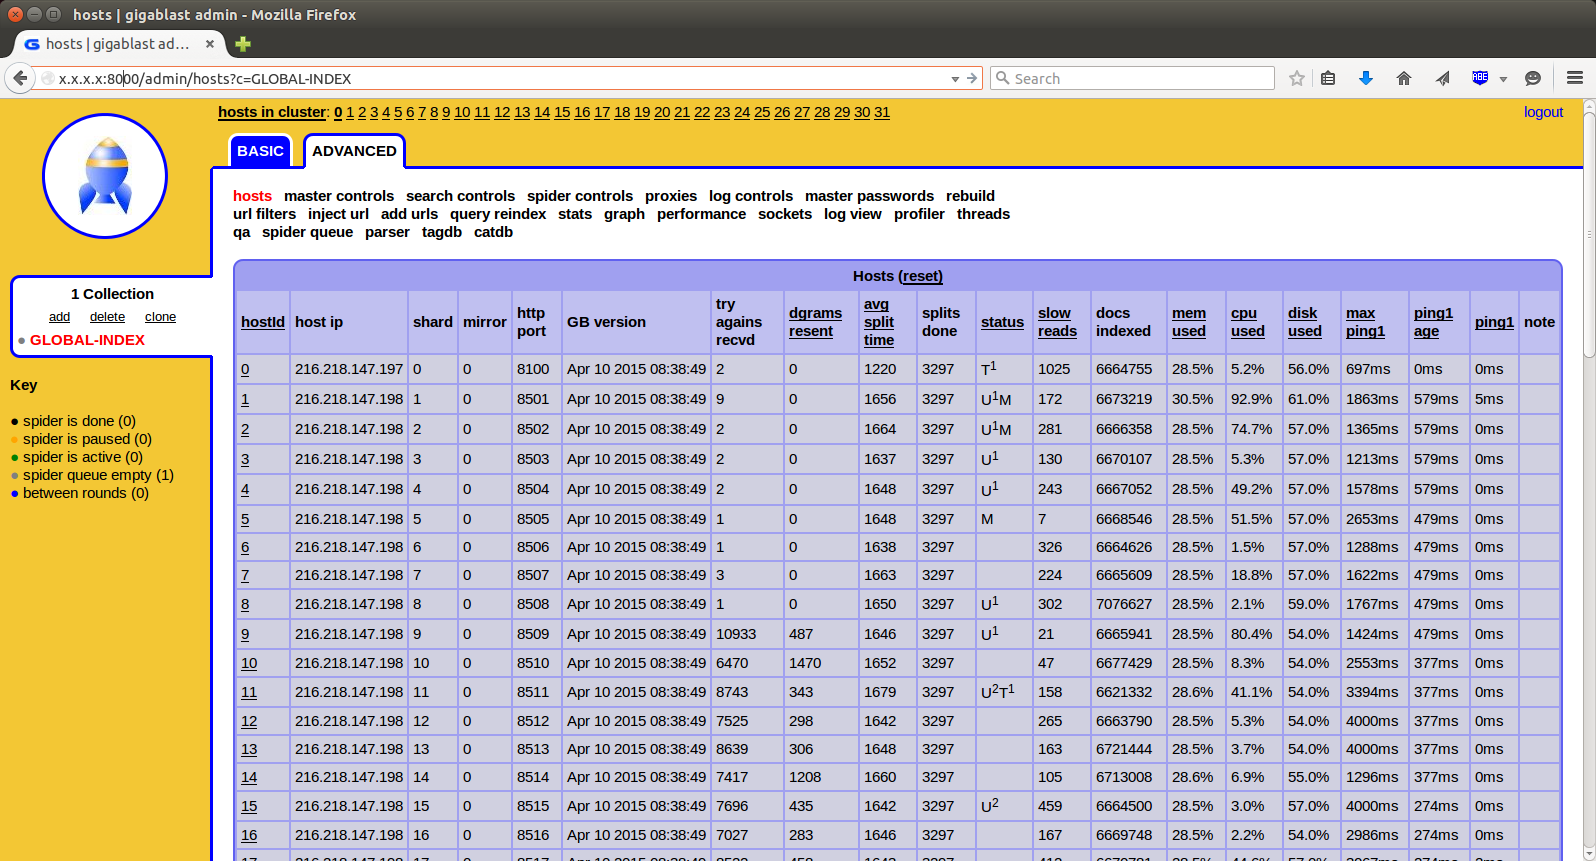 hosts | gigablast admin - Mozilla Firefox
hosts | gigablast ad...
x.x.x.x:8000/admin/hosts?c=GLOBAL-INDEX
Search
ABE
hosts in cluster: 0 1 2 3 4 5 6 7 8 9 10 11 12 13 14 15 16 17 18 19 20 21 22 23 24 25 26 27 28 29 30 31
logout
BASIC ADVANCED
hosts master controls search controls spider controls proxies log controls master passwords rebuild
url filters inject url add urls query reindex stats graph performance sockets log view profiler threads
qa spider queue parser tagdb catdb
1 Collection
add delete clone
● GLOBAL-INDEX
Key
● spider is done (0)
● spider is paused (0)
● spider is active (0)
● spider queue empty (1)
● between rounds (0)
Hosts (reset)
hostId host ip shard mirror http port GB version try agains recvd dgrams resent avg split time splits done status slow reads docs indexed mem used cpu used disk used max ping1 ping1 age ping1 note
0 216.218.147.197 0 0 8100 Apr 10 2015 08:38:49 2 0 1220 3297 T1 1025 6664755 28.5% 5.2% 56.0% 697ms 0ms 0ms
1 216.218.147.198 1 0 8501 Apr 10 2015 08:38:49 9 0 1656 3297 U1M 172 6673219 30.5% 92.9% 61.0% 1863ms 579ms 5ms
2 216.218.147.198 2 0 8502 Apr 10 2015 08:38:49 2 0 1664 3297 U1M 281 6666358 28.5% 74.7% 57.0% 1365ms 579ms 0ms
3 216.218.147.198 3 0 8503 Apr 10 2015 08:38:49 2 0 1637 3297 U1 130 6670107 28.5% 5.3% 57.0% 1213ms 579ms 0ms
4 216.218.147.198 4 0 8504 Apr 10 2015 08:38:49 2 0 1648 3297 U1 243 6667052 28.5% 49.2% 57.0% 1578ms 579ms 0ms
5 216.218.147.198 5 0 8505 Apr 10 2015 08:38:49 1 0 1648 3297 M 7 6668546 28.5% 51.5% 57.0% 2653ms 479ms 0ms
6 216.218.147.198 6 0 8506 Apr 10 2015 08:38:49 1 0 1638 3297 326 6664626 28.5% 1.5% 57.0% 1288ms 479ms 0ms
7 216.218.147.198 7 0 8507 Apr 10 2015 08:38:49 3 0 1663 3297 224 6665609 28.5% 18.8% 57.0% 1622ms 479ms 0ms
8 216.218.147.198 8 0 8508 Apr 10 2015 08:38:49 1 0 1650 3297 U1 302 7076627 28.5% 2.1% 59.0% 1767ms 479ms 0ms
9 216.218.147.198 9 0 8509 Apr 10 2015 08:38:49 10933 487 1646 3297 U1 21 6665941 28.5% 80.4% 54.0% 1424ms 479ms 0ms
10 216.218.147.198 10 0 8510 Apr 10 2015 08:38:49 6470 1470 1652 3297 47 6677429 28.5% 8.3% 54.0% 2553ms 377ms 0ms
11 216.218.147.198 11 0 8511 Apr 10 2015 08:38:49 8743 343 1679 3297 U2T1 158 6621332 28.6% 41.1% 54.0% 3394ms 377ms 0ms
12 216.218.147.198 12 0 8512 Apr 10 2015 08:38:49 7525 298 1642 3297 265 6663790 28.5% 5.3% 54.0% 4000ms 377ms 0ms
13 216.218.147.198 13 0 8513 Apr 10 2015 08:38:49 8639 306 1648 3297 163 6721444 28.5% 3.7% 54.0% 4000ms 377ms 0ms
14 216.218.147.198 14 0 8514 Apr 10 2015 08:38:49 7417 1208 1660 3297 105 6713008 28.6% 6.9% 55.0% 1296ms 377ms 0ms
15 216.218.147.198 15 0 8515 Apr 10 2015 08:38:49 7696 435 1642 3297 U2 459 6664500 28.5% 3.0% 57.0% 4000ms 274ms 0ms
16 216.218.147.198 16 0 8516 Apr 10 2015 08:38:49 7027 283 1646 3297 167 6669748 28.5% 2.2% 54.0% 2986ms 274ms 0ms